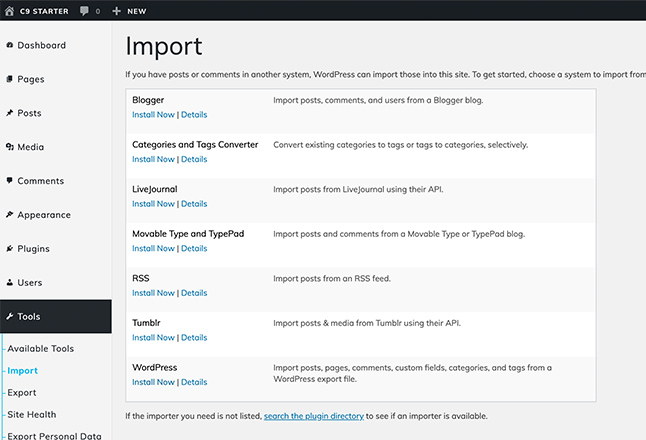 C9 STARTER 0 NEW
Dashboard
Pages
Posts
Media
Comments
Appearance
Plugins
Users
Tools
Available Tools
Import
Export
Site Health
Export Personal Data
Import
If you have posts or comments in another system, WordPress can import those into this site. To get started, choose a system to import from
Blogger
Install Now | Details
Import posts, comments, and users from a Blogger blog.
Categories and Tags Converter
Install Now | Details
Convert existing categories to tags or tags to categories, selectively.
LiveJournal
Install Now | Details
Import posts from LiveJournal using their API.
Movable Type and TypePad
Install Now | Details
Import posts and comments from a Movable Type or TypePad blog.
RSS
Install Now | Details
Import posts from an RSS feed.
Tumblr
Install Now | Details
Import posts & media from Tumblr using their API.
WordPress
Install Now | Details
Import posts, pages, comments, custom fields, categories, and tags from a
WordPress export file.
If the importer you need is not listed, search the plugin directory to see if an importer is available.